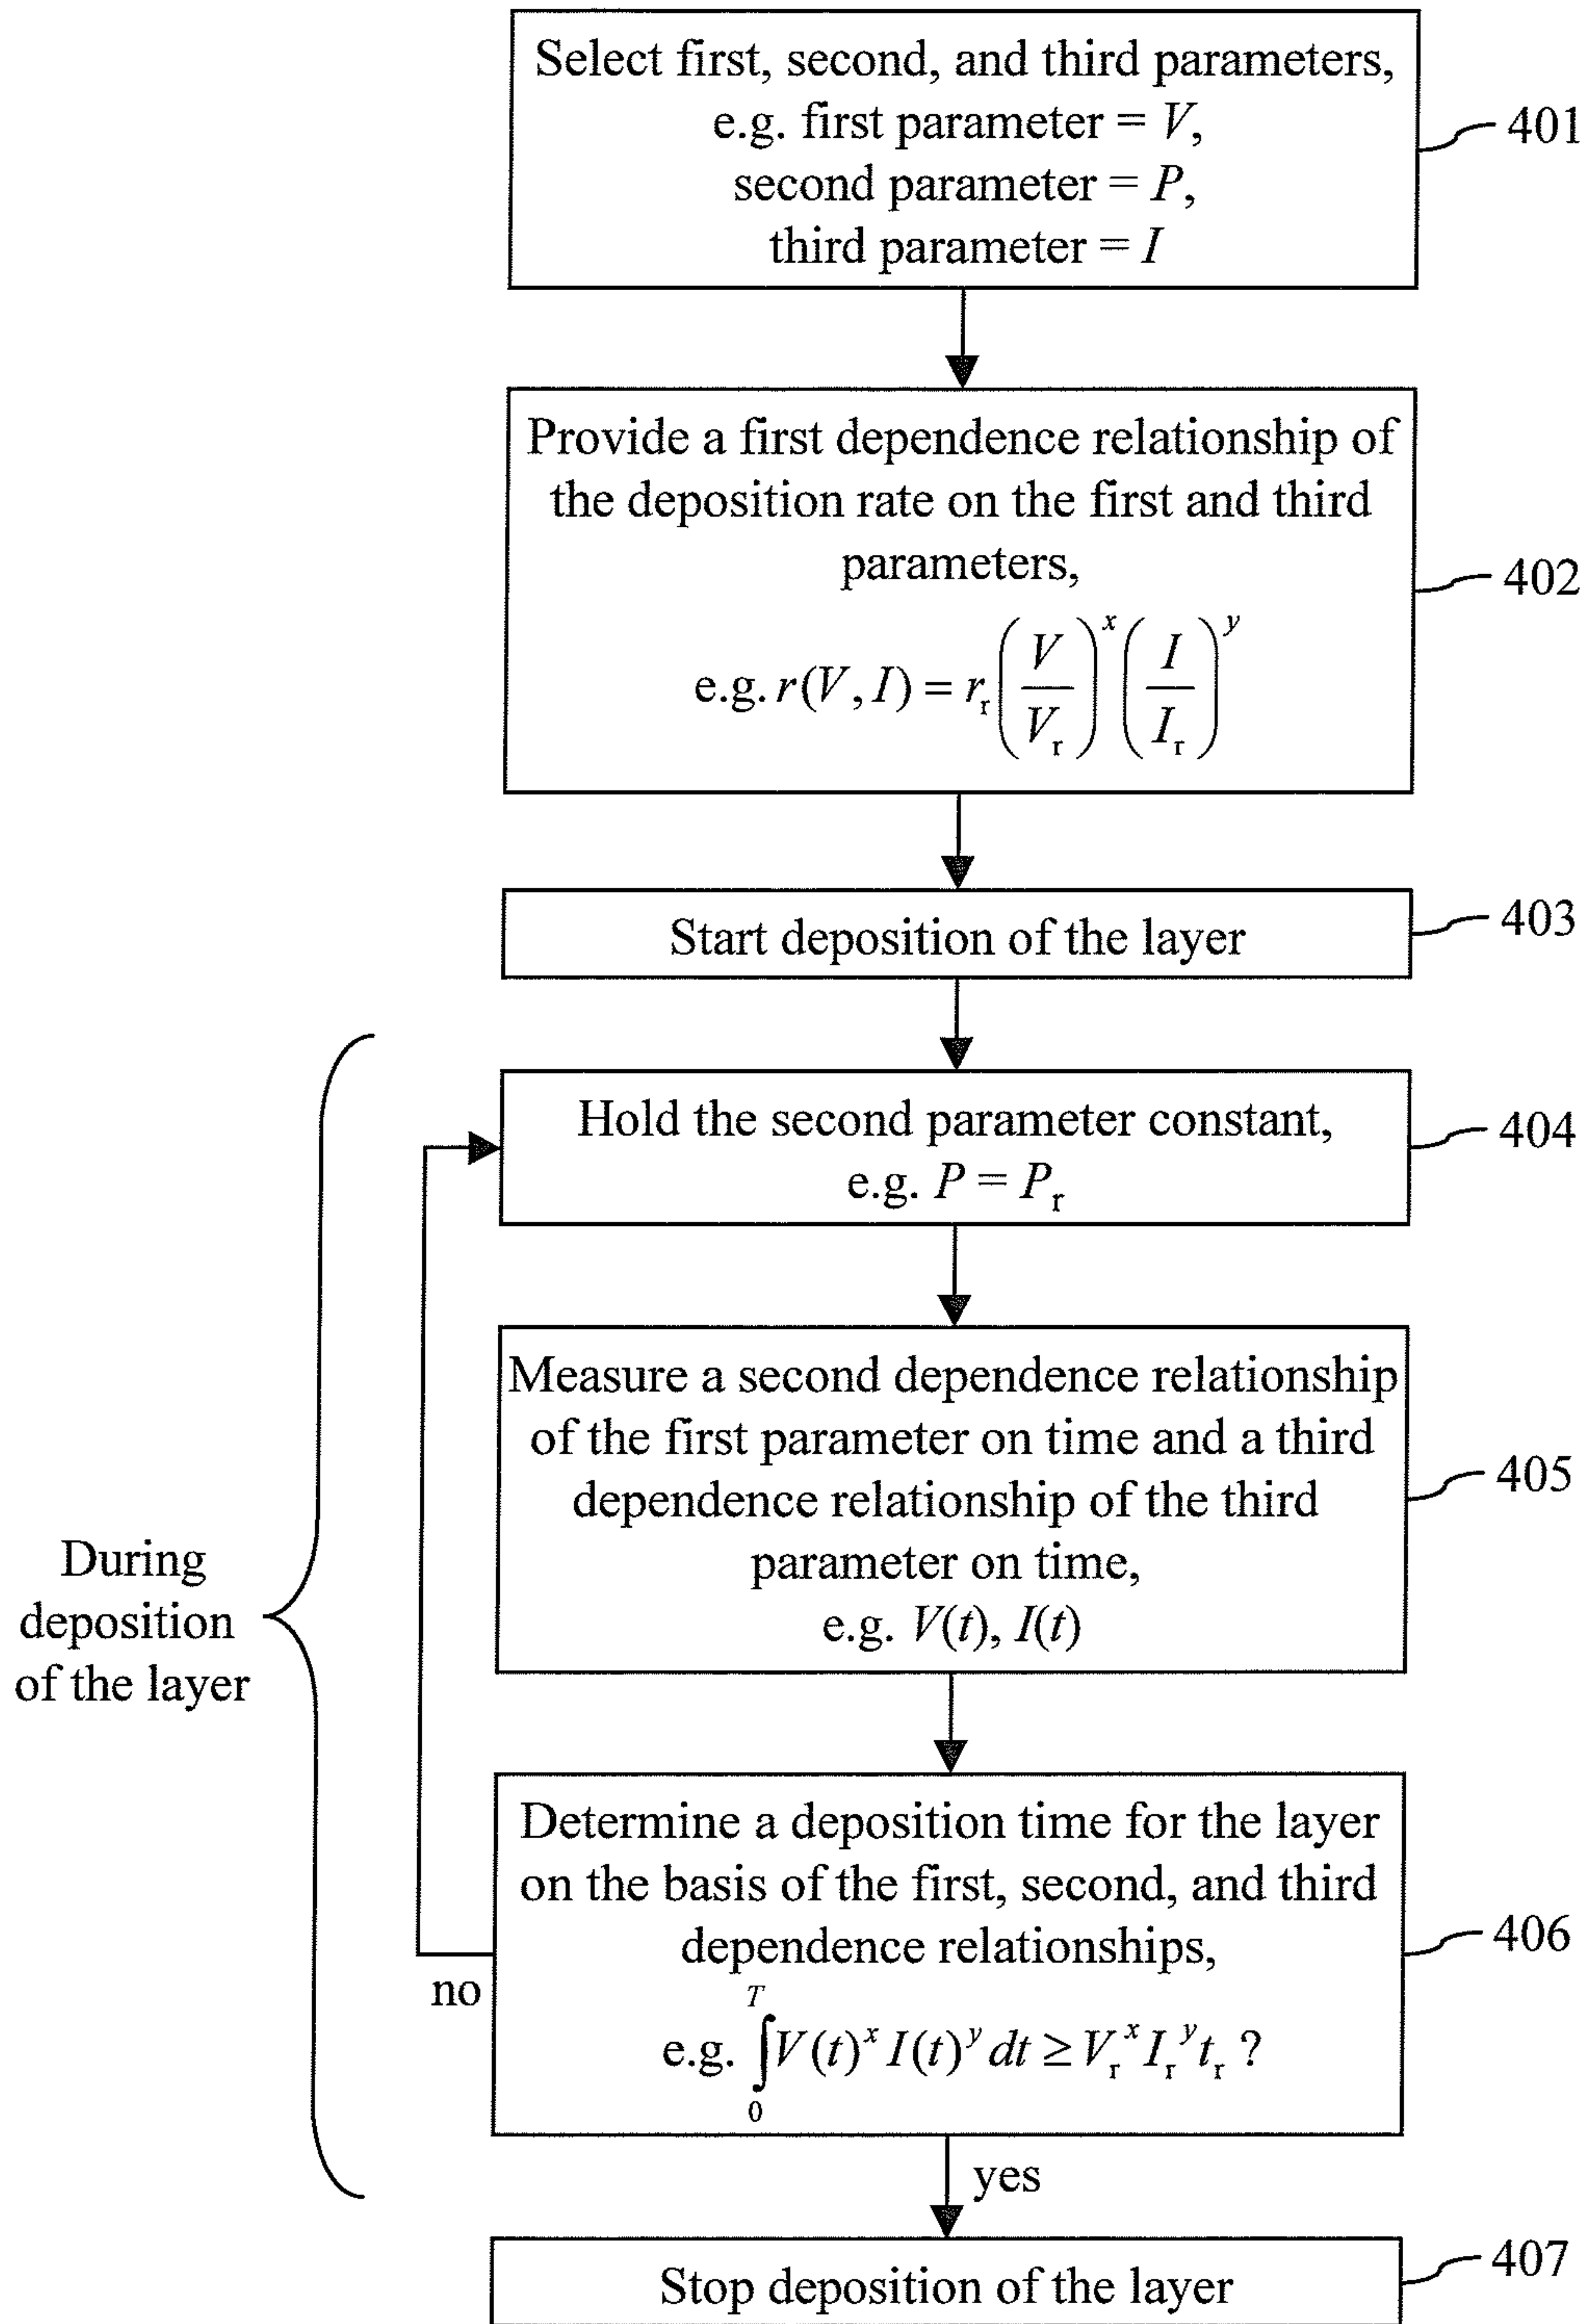 Select first, second, and third parameters,
e.g. first parameter = V,
second parameter = P,
third parameter = I
401
Provide a first dependence relationship of
the deposition rate on the first and third
parameters,
e.g. r(V, I) = r_r (V/V_r)^x (I/I_r)^y
402
Start deposition of the layer
403
Hold the second parameter constant,
e.g. P = P_r
404
Measure a second dependence relationship
of the first parameter on time and a third
dependence relationship of the third
parameter on time,
e.g. V(t), I(t)
405
During
deposition
of the layer
Determine a deposition time for the layer
on the basis of the first, second, and third
dependence relationships,
e.g. ∫_0^T V(t)^x I(t)^y dt ≥ V_r^x I_r^y t_r ?
406
no
yes
Stop deposition of the layer
407